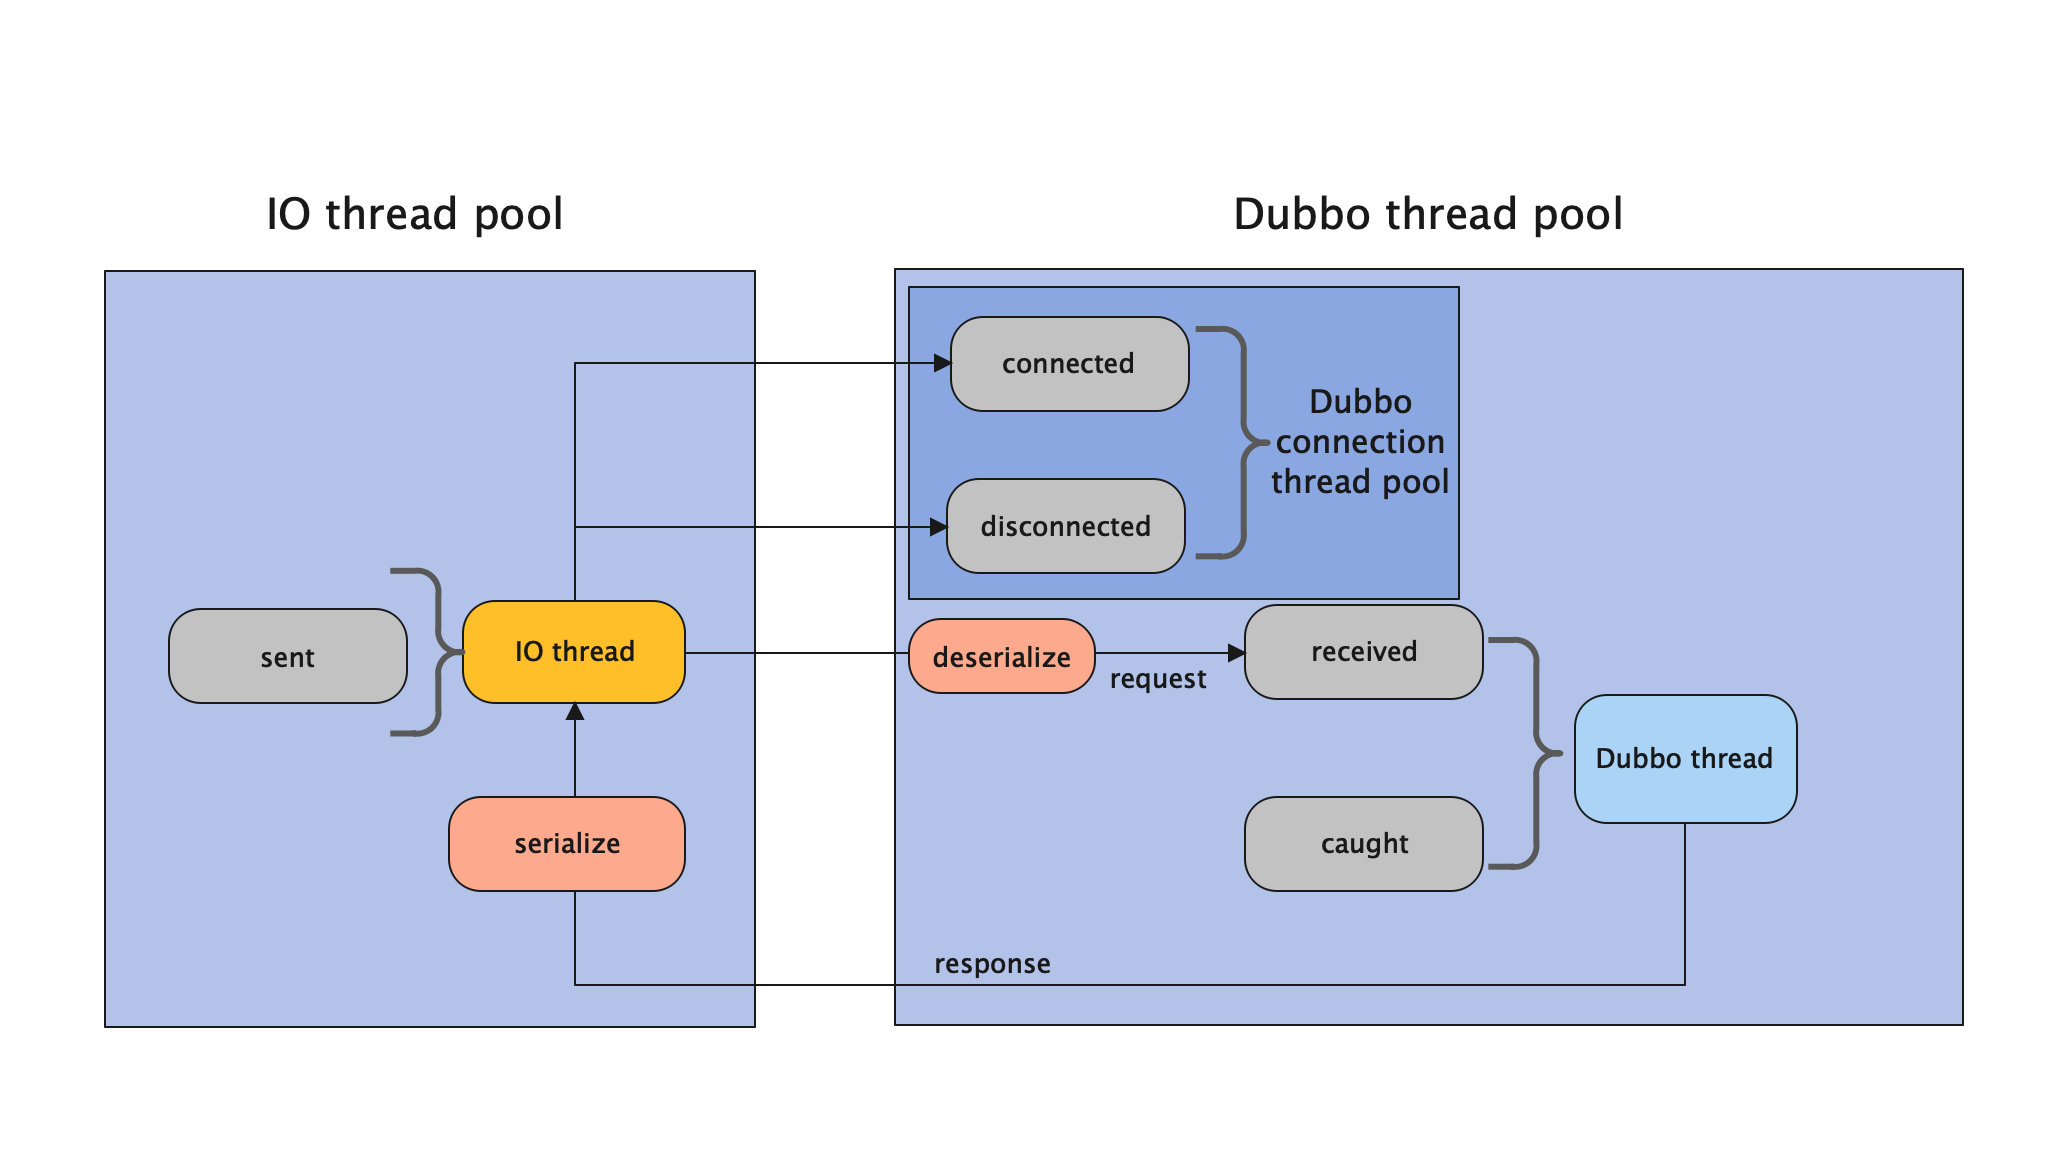 IO thread pool
Dubbo thread pool
connected
Dubbo
connection
thread pool
disconnected
sent
IO thread
deserialize
request
received
Dubbo thread
serialize
caught
response